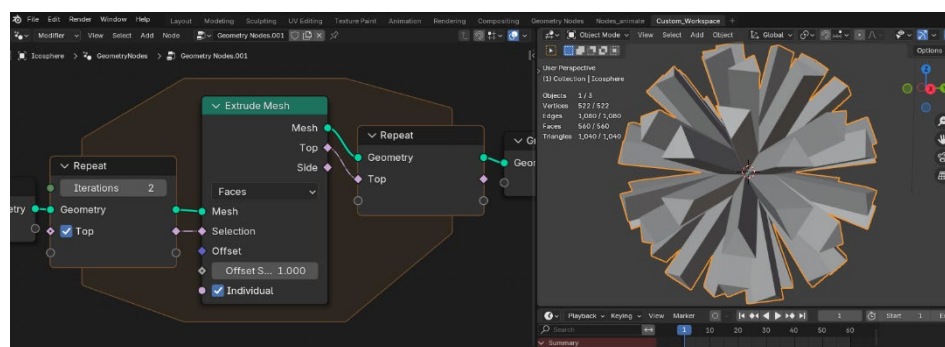 File Edit Render Window Help Layout Modeling Sculpting UV Editing Texture Paint Animation Rendering Compositing Geometry Nodes Nodes_animate Custom_Workspace +
Modifier View Select Add Node Geometry Nodes.001
Icosphere > GeometryNodes > Geometry Nodes.001
Repeat
Iterations 2
Geometry
Top
Extrude Mesh
Mesh
Top
Side
Faces
Mesh
Selection
Offset
Offset S... 1.000
Individual
Repeat
Geometry
Top
Object Mode View Select Add Object Global
Options
User Perspective
(1) Collection | Icosphere
Objects 1/3
Vertices 522/522
Edges 1,080/1,080
Faces 560/560
Triangles 1,040/1,040
Z
X
Playback Keying View Marker 1 Start 1
Search 1 10 20 30 40 50 60
Summary